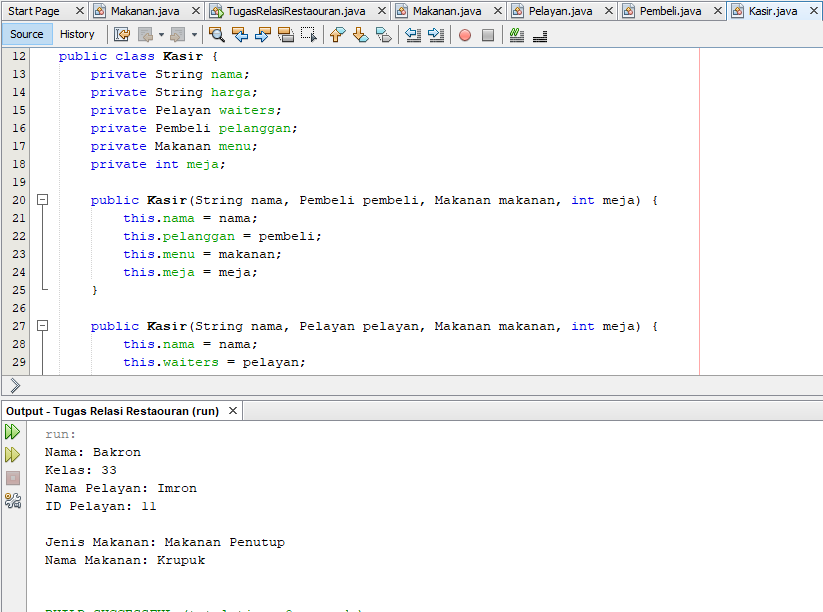 Start Page
Makanan.java
TugasRelasiRestaouran.java
Makanan.java
Pelayan.java
Pembeli.java
Kasir.java
Source History
12 public class Kasir {
13 private String nama;
14 private String harga;
15 private Pelayan waiters;
16 private Pembeli pelanggan;
17 private Makanan menu;
18 private int meja;
19
20 public Kasir(String nama, Pembeli pembeli, Makanan makanan, int meja) {
21 this.nama = nama;
22 this.pelanggan = pembeli;
23 this.menu = makanan;
24 this.meja = meja;
25 }
26
27 public Kasir(String nama, Pelayan pelayan, Makanan makanan, int meja) {
28 this.nama = nama;
29 this.waiters = pelayan;
Output - Tugas Relasi Restaouran (run)
run:
Nama: Bakron
Kelas: 33
Nama Pelayan: Imron
ID Pelayan: 11
Jenis Makanan: Makanan Penutup
Nama Makanan: Krupuk